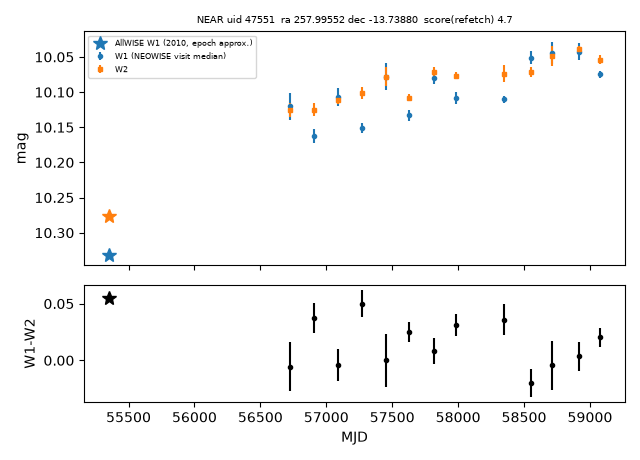 NEAR uid 47551  ra 257.99552 dec -13.73880  score(refetch) 4.7
AllWISE W1 (2010, epoch approx.)
W1 (NEOWISE visit median)
W2
10.05
10.10
10.15
10.20
10.25
10.30
mag
0.05
0.00
W1-W2
55500 56000 56500 57000 57500 58000 58500 59000
MJD